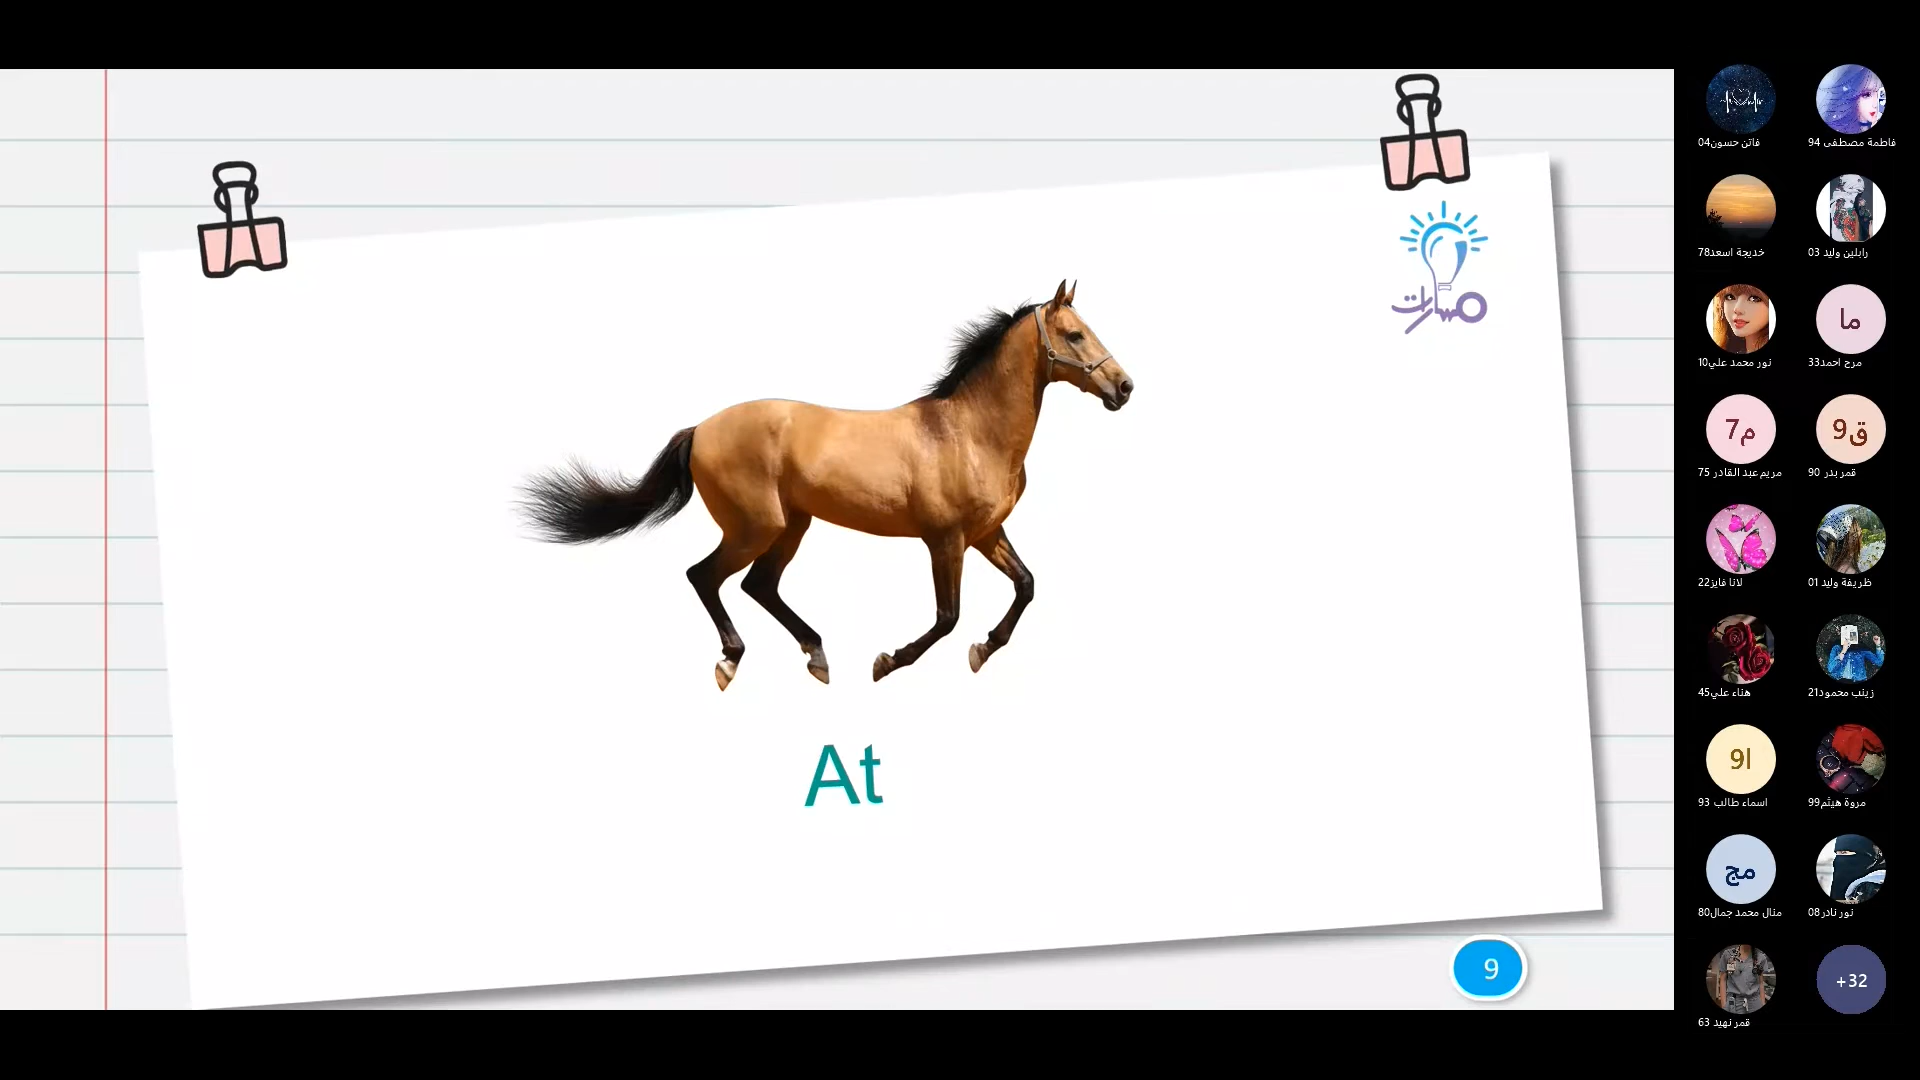 مسارات
At
9
فاتن حسون04
فاطمة مصطفى 94
خديجة اسعد78
رابلين وليد 03
نور محمد علي10
ما
مرح احمد33
م7
مريم عبد القادر 75
ق9
قمر بدر 90
لانا فايز22
ظريفة وليد 01
هناء علي45
زينب محمود21
ا9
اسماء طالب 93
مروة هيثم99
مج
منال محمد جمال80
نور نادر08
قمر نهيد 63
+32